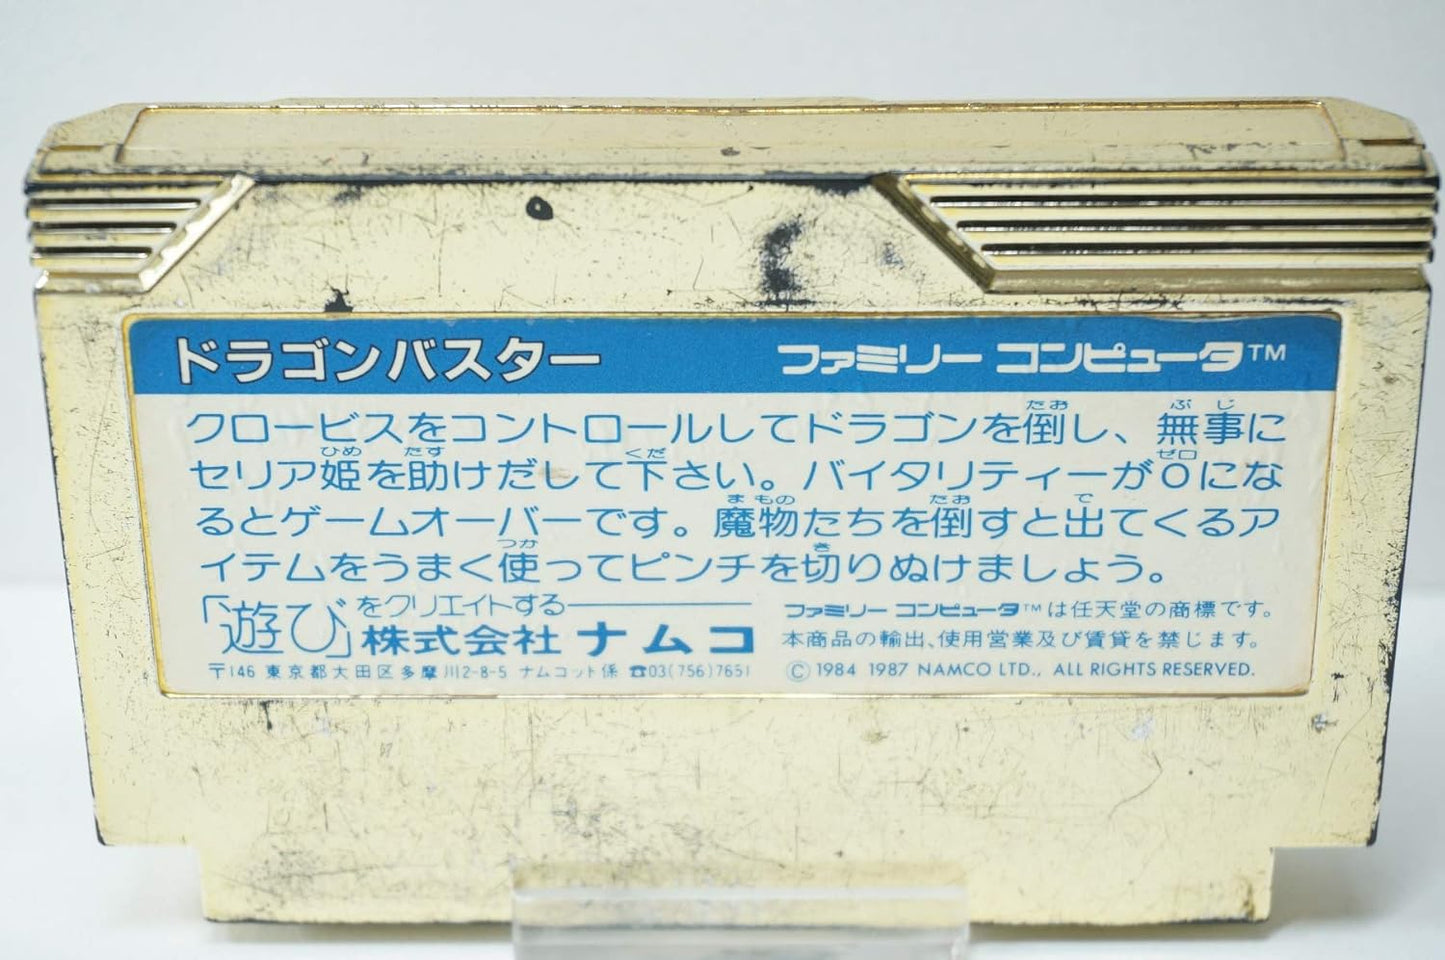 ドラゴンバスター
ファミリー コンピュータ™
クロービスをコントロールしてドラゴンを倒し、無事に
セリア姫を助けだして下さい。バイタリティーが0にな
るとゲームオーバーです。魔物たちを倒すと出てくるア
イテムをうまく使ってピンチを切りぬけましょう。
「遊び」をクリエイトする
株式会社 ナムコ
〒146 東京都大田区多摩川2-8-5 ナムコット係 ☎03(756)7651
ファミリー コンピュータ™は任天堂の商標です。
本商品の輸出、使用営業及び賃貸を禁じます。
© 1984 1987 NAMCO LTD., ALL RIGHTS RESERVED.